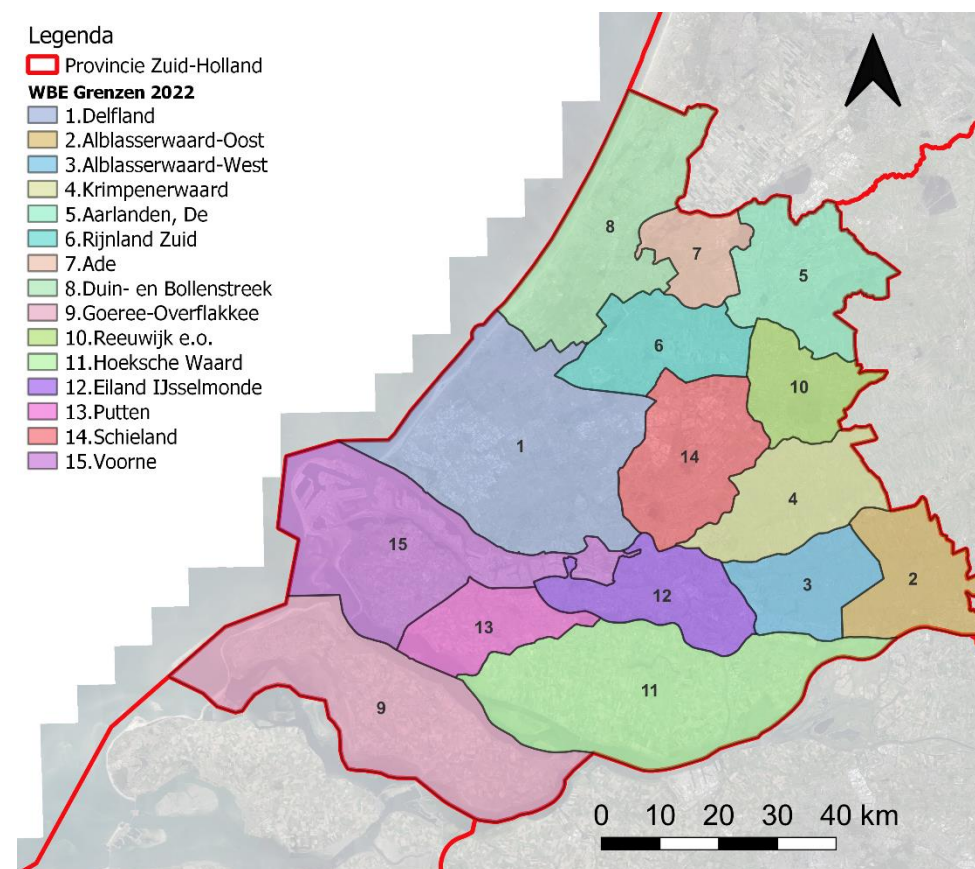 Legenda
Provincie Zuid-Holland
WBE Grenzen 2022
1.Delfland
2.Alblasserwaard-Oost
3.Alblasserwaard-West
4.Krimpenerwaard
5.Aarlanden, De
6.Rijnland Zuid
7.Ade
8.Duin- en Bollenstreek
9.Goeree-Overflakkee
10.Reeuwijk e.o.
11.Hoeksche Waard
12.Eiland IJsselmonde
13.Putten
14.Schieland
15.Voorne
8
7
5
6
10
1
14
4
15
3
2
12
13
11
9
0 10 20 30 40 km